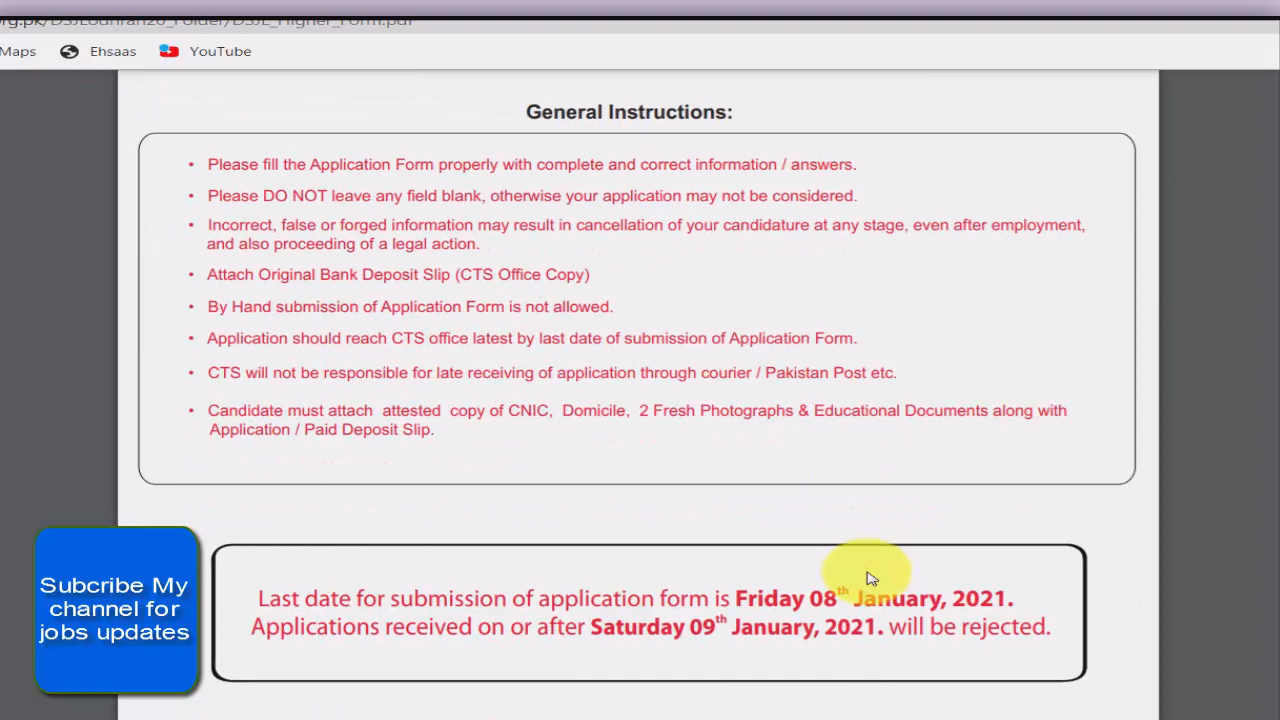 org.pk/DSJLodhran20_Folder/DSJL_Higher_Form.pdf
Maps Ehsaas YouTube
General Instructions:
• Please fill the Application Form properly with complete and correct information / answers.
• Please DO NOT leave any field blank, otherwise your application may not be considered.
• Incorrect, false or forged information may result in cancellation of your candidature at any stage, even after employment,
and also proceeding of a legal action.
• Attach Original Bank Deposit Slip (CTS Office Copy)
• By Hand submission of Application Form is not allowed.
• Application should reach CTS office latest by last date of submission of Application Form.
• CTS will not be responsible for late receiving of application through courier / Pakistan Post etc.
• Candidate must attach attested copy of CNIC, Domicile, 2 Fresh Photographs & Educational Documents along with
Application / Paid Deposit Slip.
Last date for submission of application form is Friday 08th January, 2021.
Applications received on or after Saturday 09th January, 2021. will be rejected.
Subcribe My
channel for
jobs updates